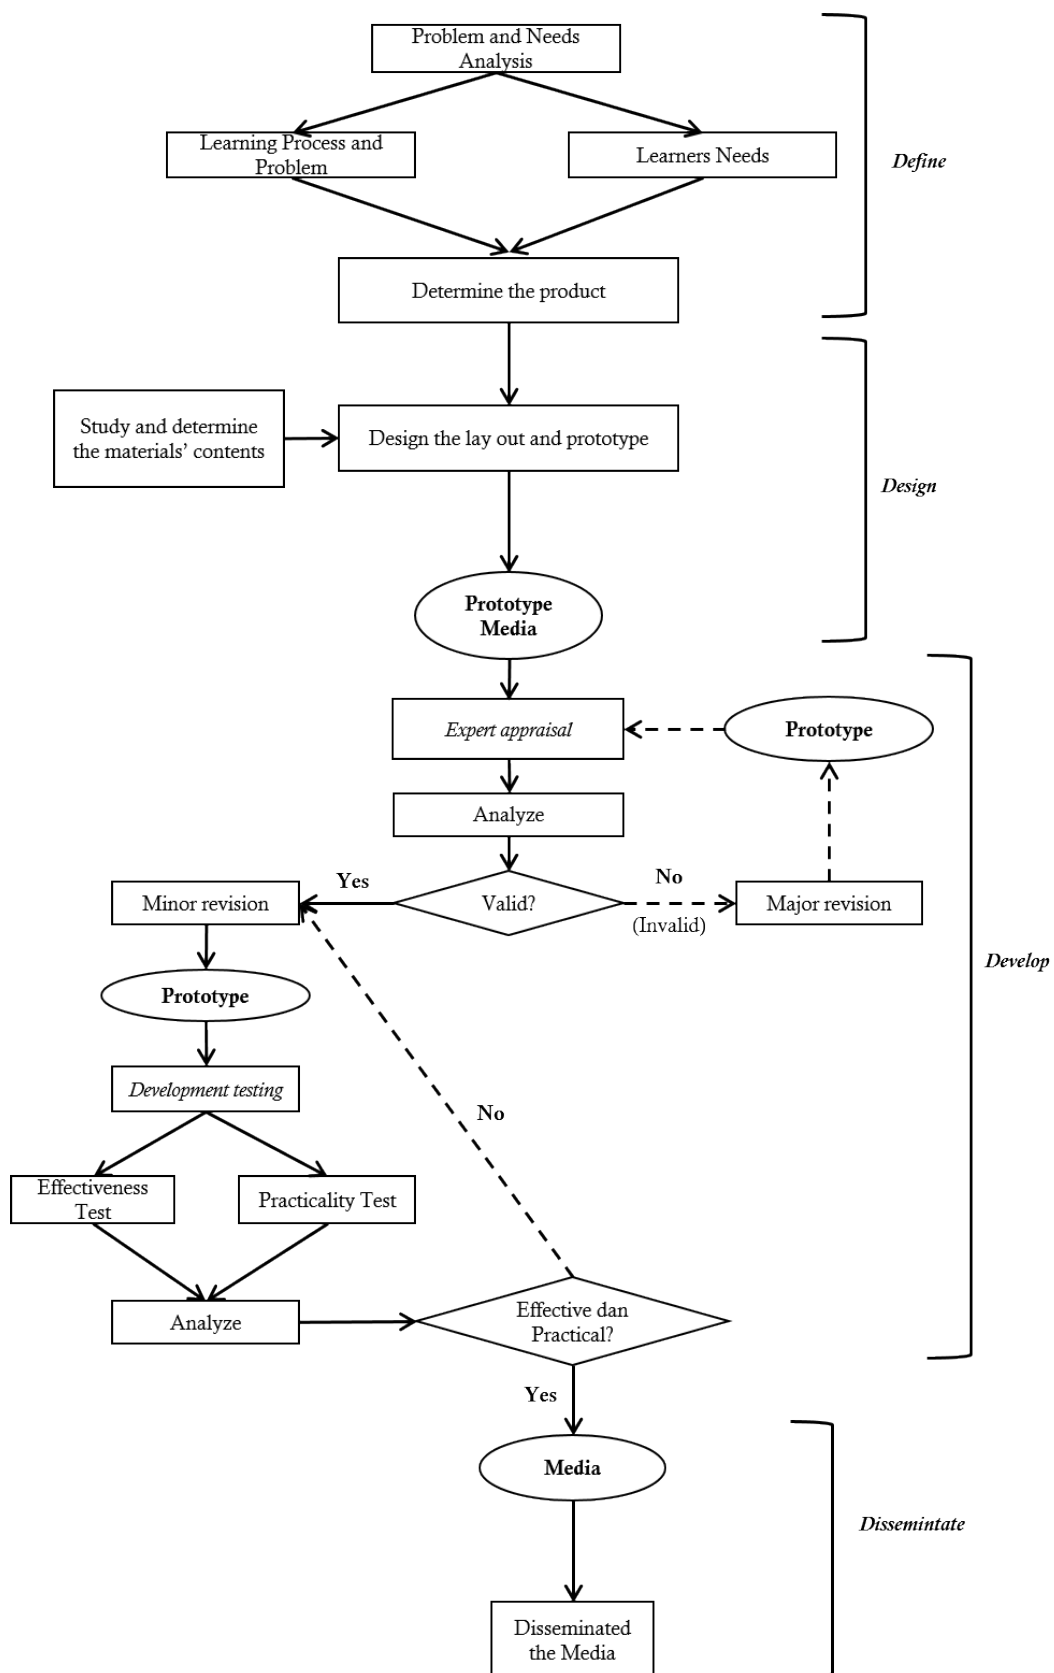 Problem and Needs
Analysis
Learning Process and
Problem
Learners Needs
Define
Determine the product
Study and determine
the materials’ contents
Design the lay out and prototype
Design
Prototype
Media
Expert appraisal
Prototype
Analyze
Yes
No
Minor revision
Valid?
(Invalid)
Major revision
Develop
Prototype
Development testing
No
Effectiveness
Test
Practicality Test
Analyze
Effective dan
Practical?
Yes
Media
Dissemintate
Disseminated
the Media